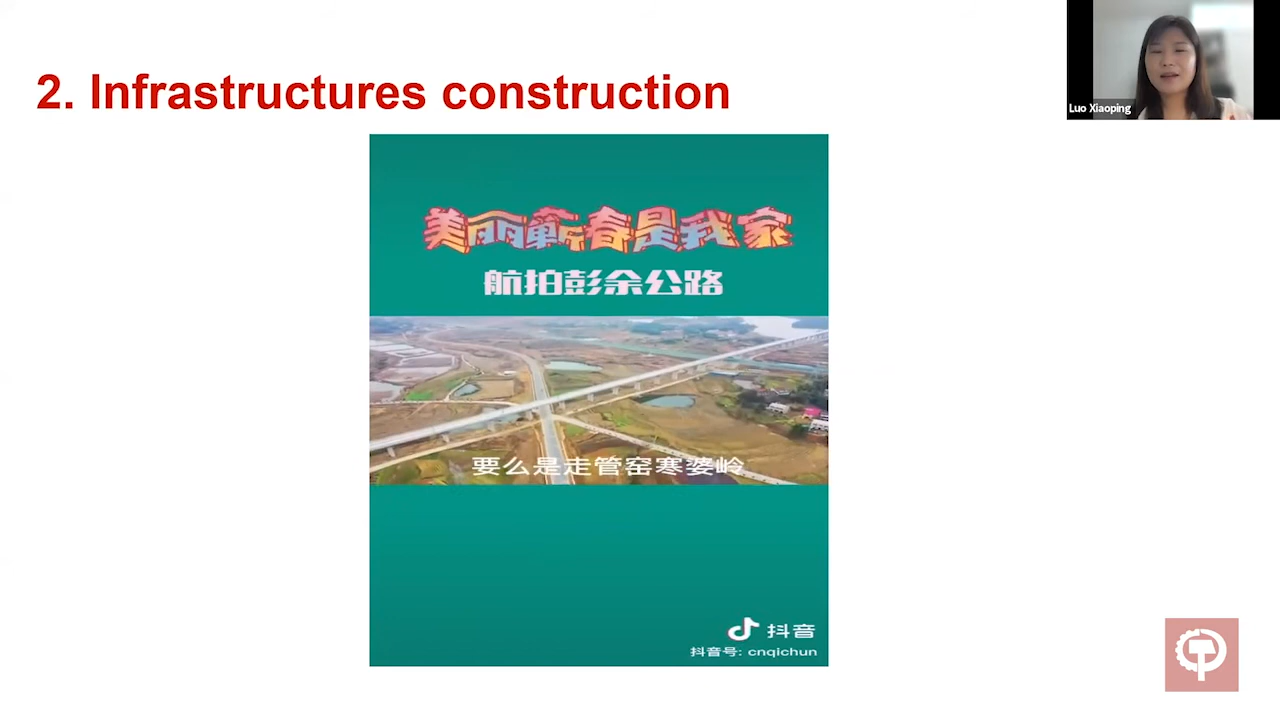 2. Infrastructures construction
Luo Xiaoping
美丽蕲春是我家
航拍彭余公路
要么是走管窑寒婆岭
抖音
抖音号: cnqichun